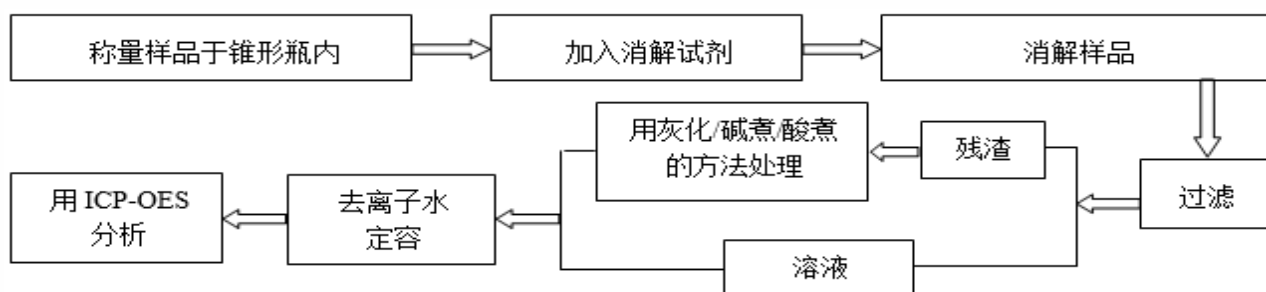 称量样品于锥形瓶内
加入消解试剂
消解样品
过滤
残渣
用灰化/碱煮/酸煮
的方法处理
溶液
去离子水
定容
用 ICP-OES
分析